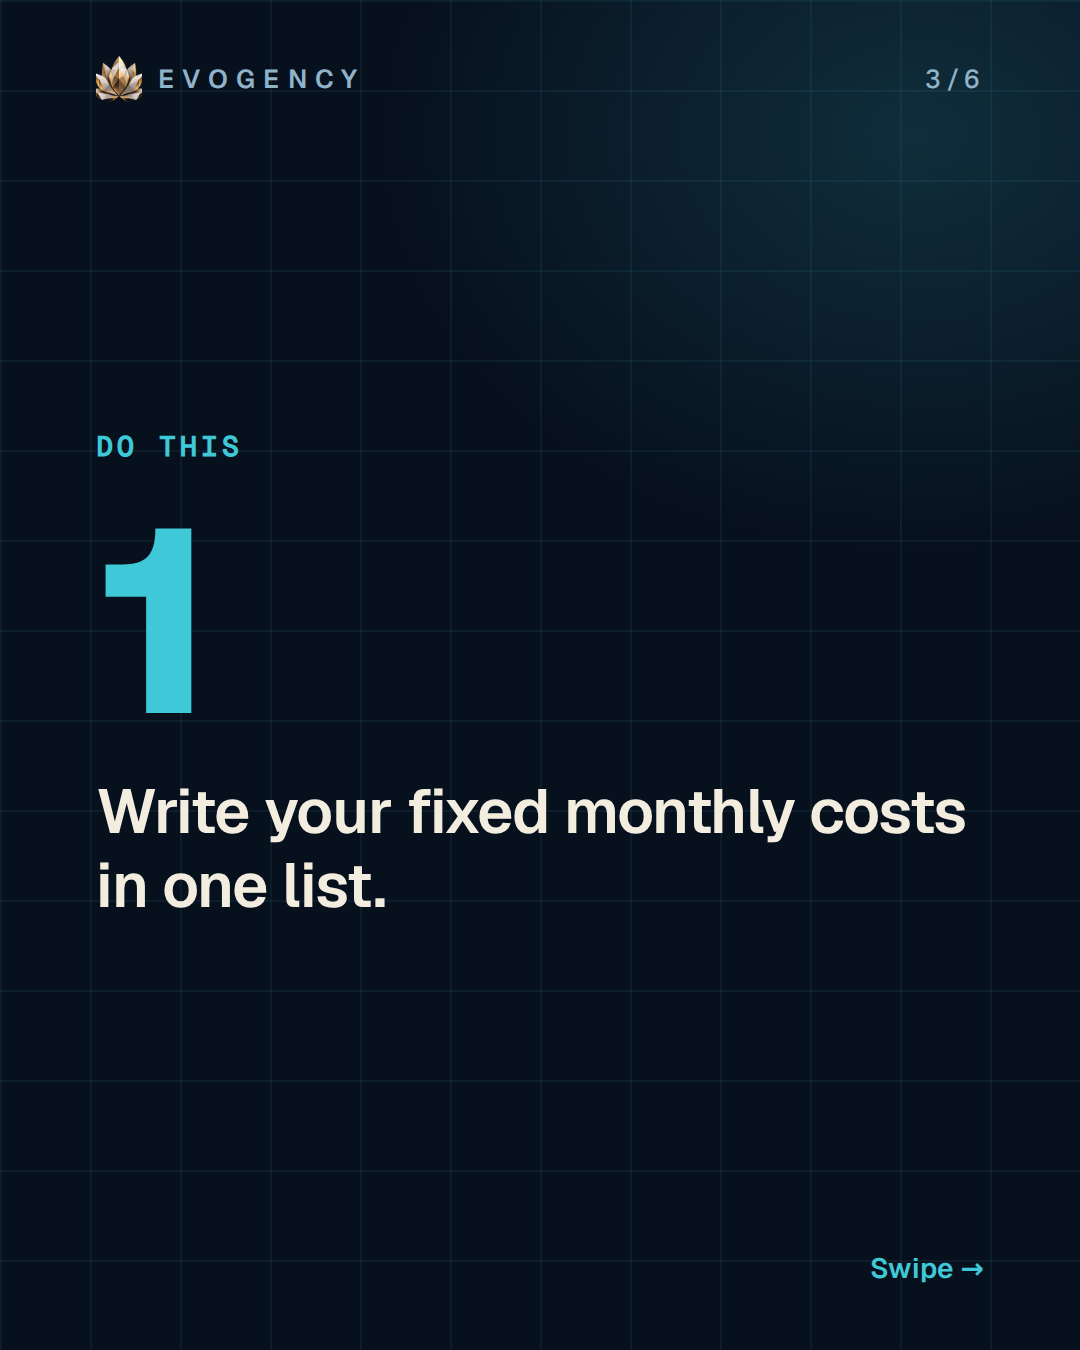 EVOGENCY
3/6
DO THIS
1
Write your fixed monthly costs
in one list.
Swipe →